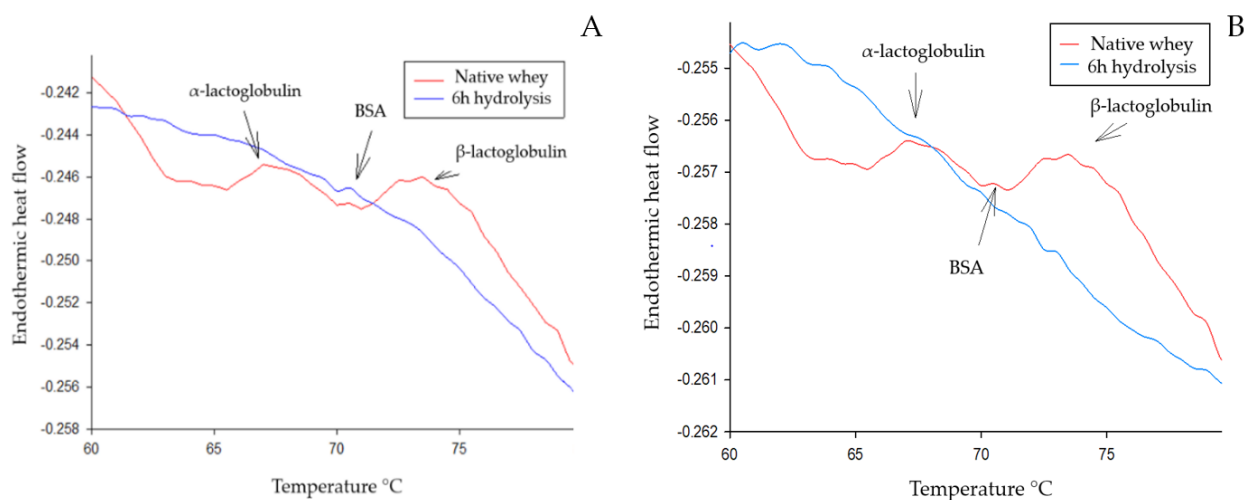 A
Native whey
6h hydrolysis
α-lactoglobulin
BSA
β-lactoglobulin
-0.242
-0.244
-0.246
-0.248
-0.250
-0.252
-0.254
-0.256
-0.258
Endothermic heat flow
60
65
70
75
Temperature °C
B
Native whey
6h hydrolysis
α-lactoglobulin
β-lactoglobulin
BSA
-0.255
-0.256
-0.257
-0.258
-0.259
-0.260
-0.261
-0.262
Endothermic heat flow
60
65
70
75
Temperature °C